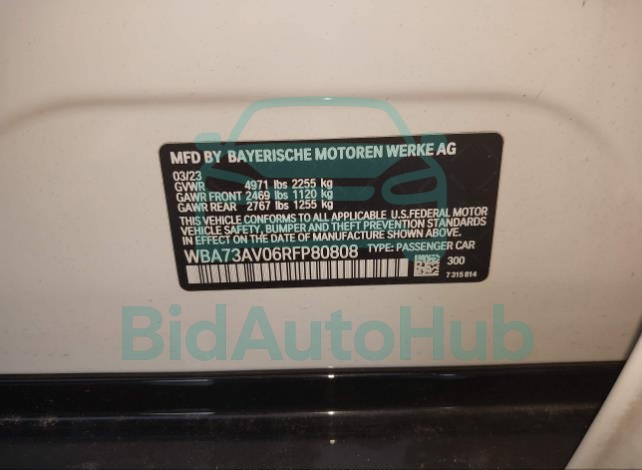 MFD BY BAYERISCHE MOTOREN WERKE AG
03/23
GVWR 4971 lbs 2255 kg
GAWR FRONT 2469 lbs 1120 kg
GAWR REAR 2767 lbs 1255 kg
THIS VEHICLE CONFORMS TO ALL APPLICABLE U.S.FEDERAL MOTOR
VEHICLE SAFETY, BUMPER AND THEFT PREVENTION STANDARDS
IN EFFECT ON THE DATE OF MANUFACTURE SHOWN ABOVE.
WBA73AV06RFP80808 TYPE: PASSENGER CAR
300
7 315 814
BidAutoHub